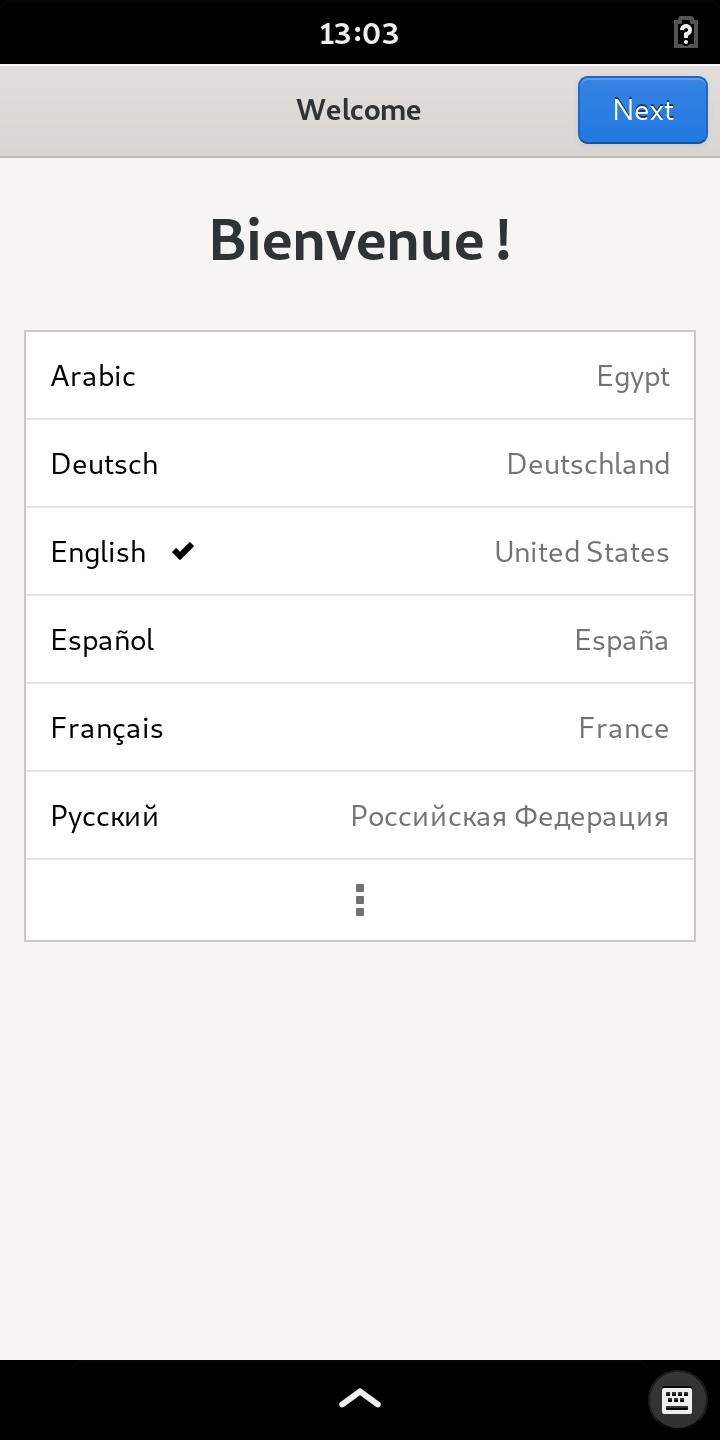 13:03
Welcome
Next
Bienvenue !
Arabic Egypt
Deutsch Deutschland
English United States
Español España
Français France
Русский Российская Федерация